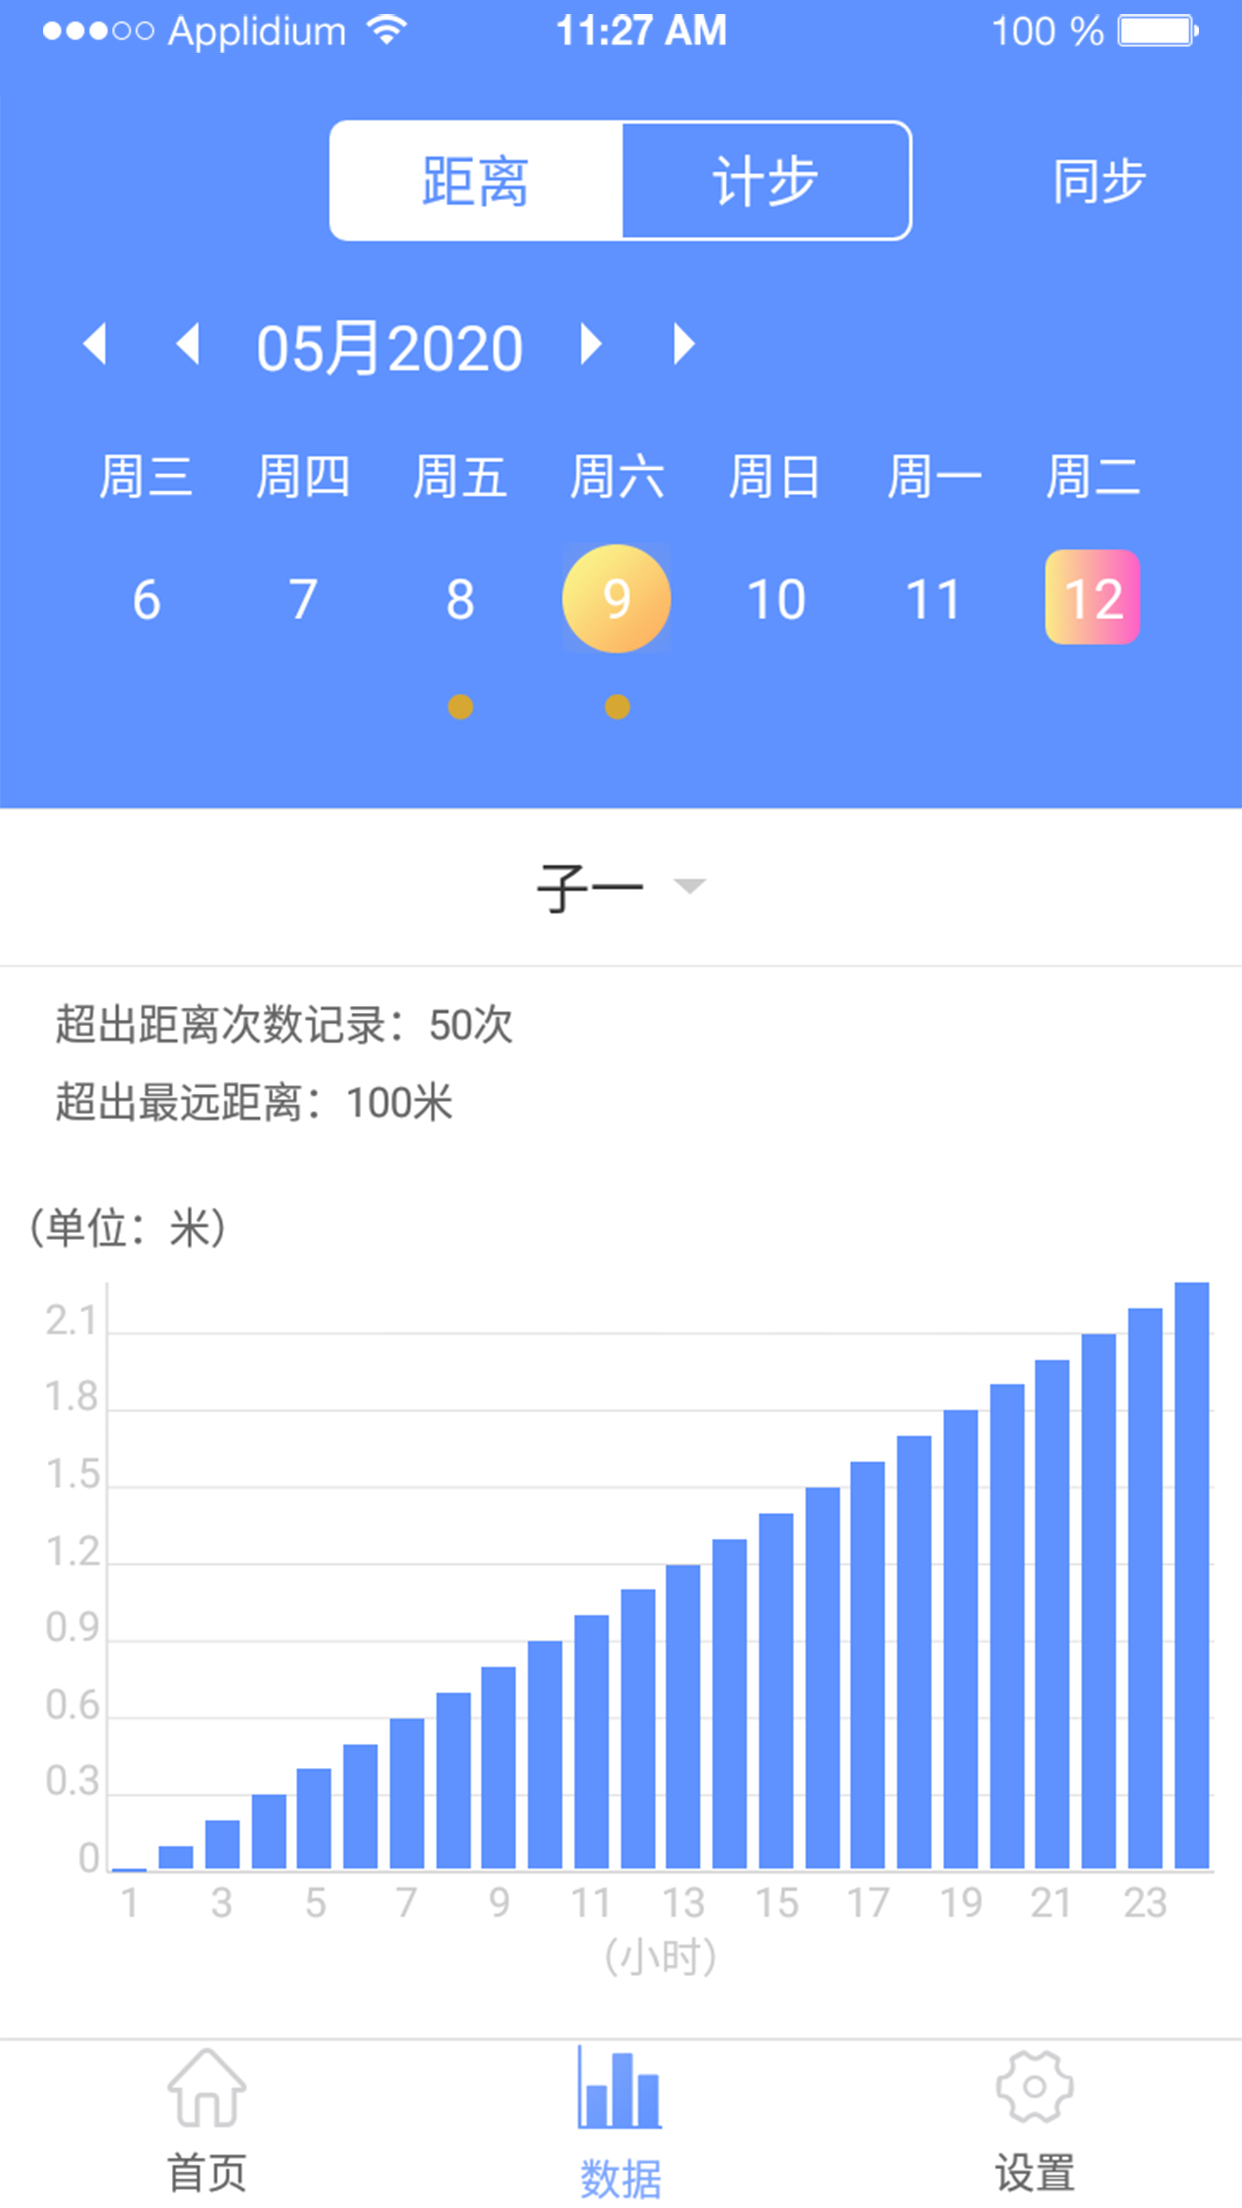 Applidium 11:27 AM 100 %
距离 计步 同步
05月2020
周三 周四 周五 周六 周日 周一 周二
6 7 8 9 10 11 12
子一
超出距离次数记录：50次
超出最远距离：100米
（单位：米）
2.1
1.8
1.5
1.2
0.9
0.6
0.3
0
1 3 5 7 9 11 13 15 17 19 21 23
（小时）
首页 数据 设置